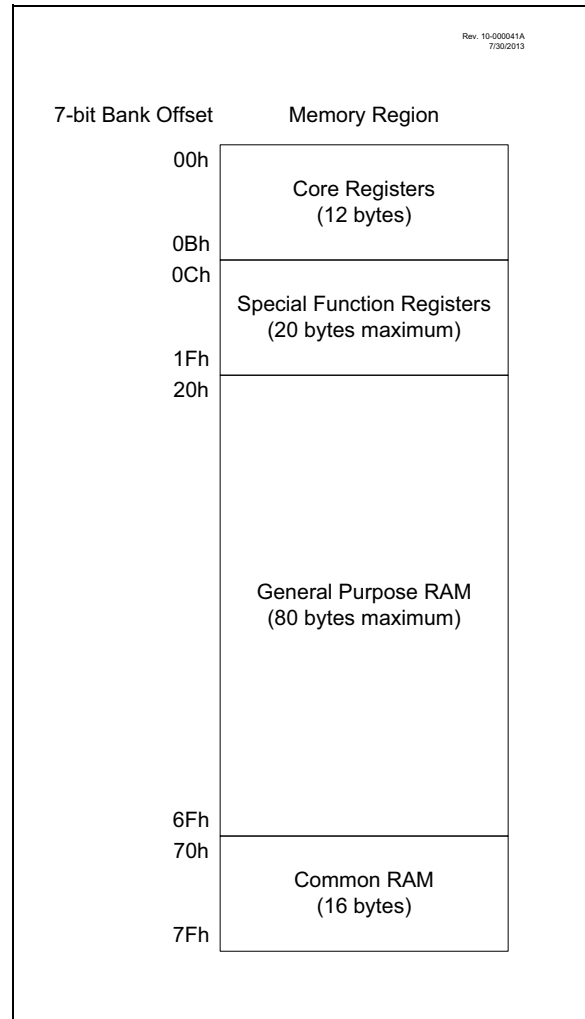 Rev. 10-000041A
7/30/2013
7-bit Bank Offset Memory Region
00h
Core Registers
(12 bytes)
0Bh
0Ch
Special Function Registers
(20 bytes maximum)
1Fh
20h
General Purpose RAM
(80 bytes maximum)
6Fh
70h
Common RAM
(16 bytes)
7Fh